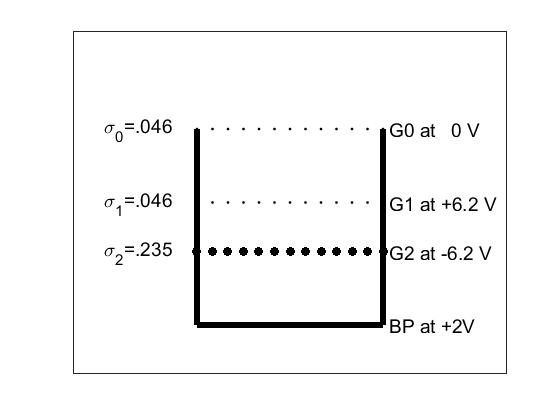 σ₀=.046 G0 at 0 V
σ₁=.046 G1 at +6.2 V
σ₂=.235 G2 at -6.2 V
BP at +2V